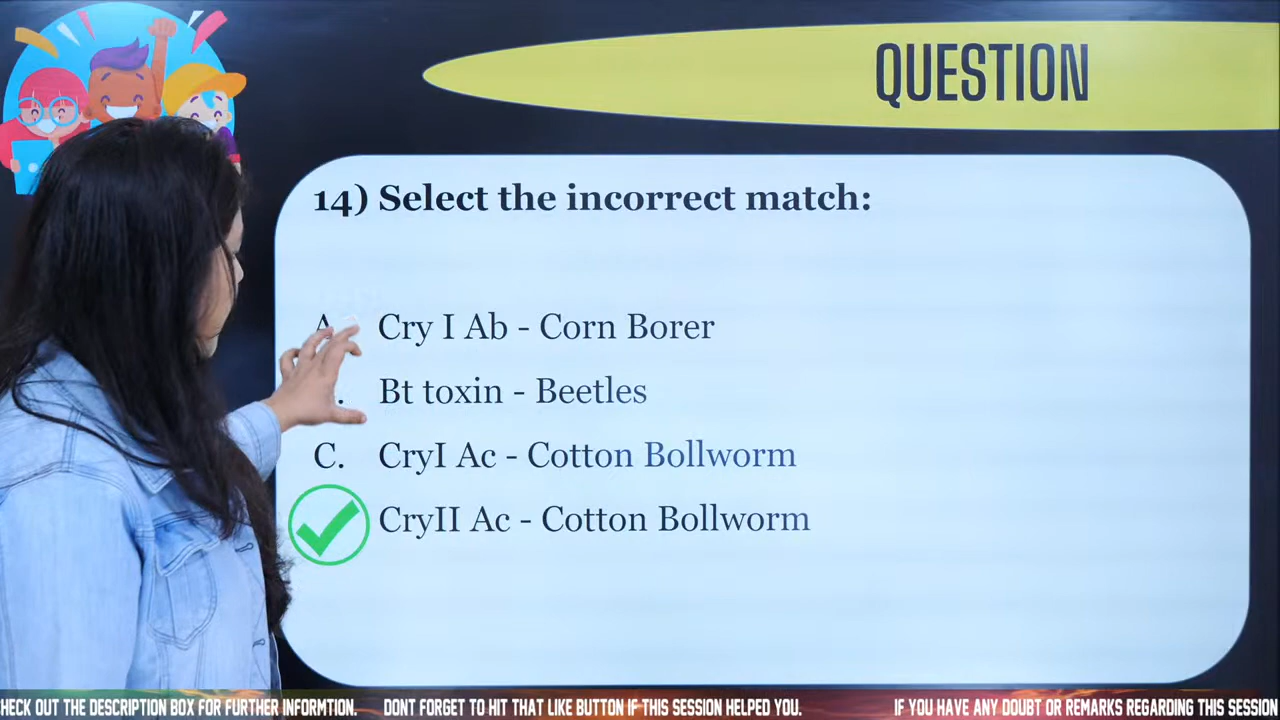 QUESTION
14) Select the incorrect match:
A. Cry I Ab - Corn Borer
. Bt toxin - Beetles
C. CryI Ac - Cotton Bollworm
CryII Ac - Cotton Bollworm
HECK OUT THE DESCRIPTION BOX FOR FURTHER INFORMTION. DONT FORGET TO HIT THAT LIKE BUTTON IF THIS SESSION HELPED YOU. IF YOU HAVE ANY DOUBT OR REMARKS REGARDING THIS SESSION